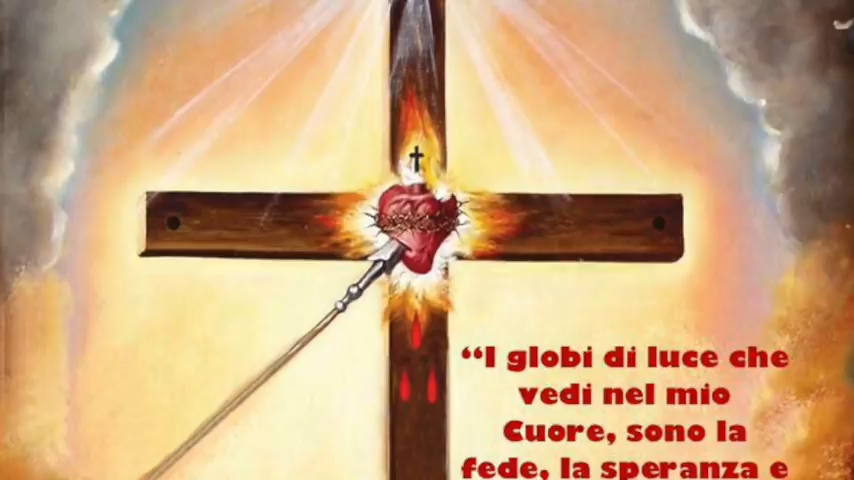 “I globi di luce che
vedi nel mio
Cuore, sono la
fede, la speranza e